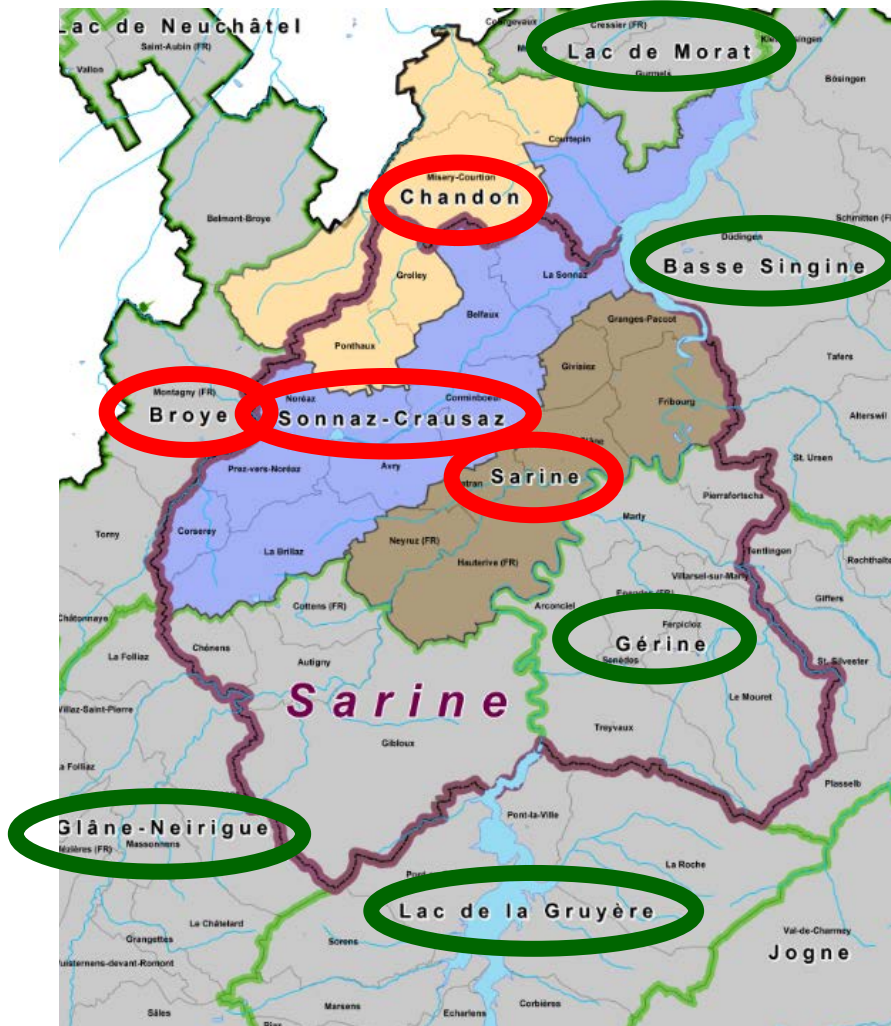 Lac de Neuchâtel
Saint-Aubin (FR)
Vallon
Cressier (FR)
Lac de Morat
Gurmels
Bösingen
Courtepin
Misery-Courtion
Chandon
Belmont-Broye
Schmitten (FR)
Düdingen
Basse Singine
Grolley
La Sonnaz
Belfaux
Granges-Paccot
Ponthaux
Tafers
Givisiez
Montagny (FR)
Noréaz
Corminboeuf
Fribourg
Broye
Sonnaz-Crausaz
Alterswil
St. Ursen
Prez-vers-Noréaz
Avry
Sarine
Pierrafortscha
Marly
Torny
Corserey
Neyruz (FR)
La Brillaz
Hauterive (FR)
Tentlingen
Villarsel-sur-Marly
Giffers
Cottens (FR)
Arconciel
Châtonnaye
Ferpicloz
Gérine
La Folliaz
Chénens
Autigny
Senèdes
St. Silvester
Sarine
Le Mouret
Villaz-Saint-Pierre
Treyvaux
Gibloux
Plasselb
Pont-la-Ville
Glâne-Neirigue
Massonnens
La Roche
Lac de la Gruyère
Le Châtelard
Val-de-Charmey
Grangettes
Sorens
Jogne
Marsens
Corbières
Echarlens
Sâles